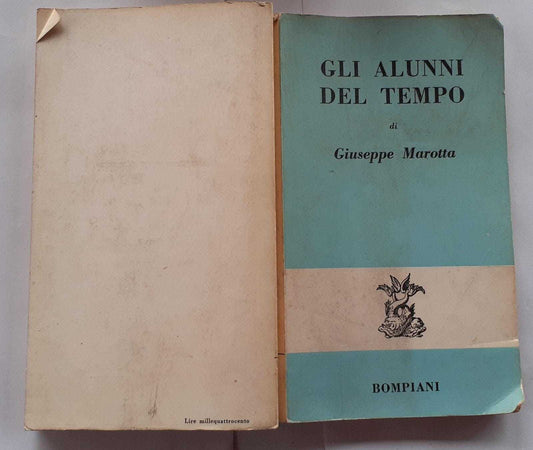 GLI ALUNNI
DEL TEMPO
di
Giuseppe Marotta
BOMPIANI
Lire millequattrocento